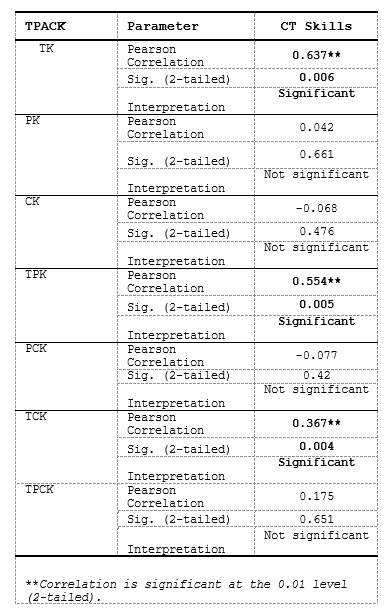 TPACK Parameter CT Skills
TK Pearson
Correlation 0.637**
Sig. (2-tailed) 0.006
Significant
Interpretation
PK Pearson
Correlation 0.042
Sig. (2-tailed) 0.661
Not significant
Interpretation
CK Pearson
Correlation -0.068
Sig. (2-tailed) 0.476
Not significant
Interpretation
TPK Pearson
Correlation 0.554**
Sig. (2-tailed) 0.005
Significant
Interpretation
PCK Pearson
Correlation -0.077
Sig. (2-tailed) 0.42
Not significant
Interpretation
TCK Pearson
Correlation 0.367**
Sig. (2-tailed) 0.004
Significant
Interpretation
TPCK Pearson
Correlation 0.175
Sig. (2-tailed) 0.651
Not significant
Interpretation
**Correlation is significant at the 0.01 level
(2-tailed).